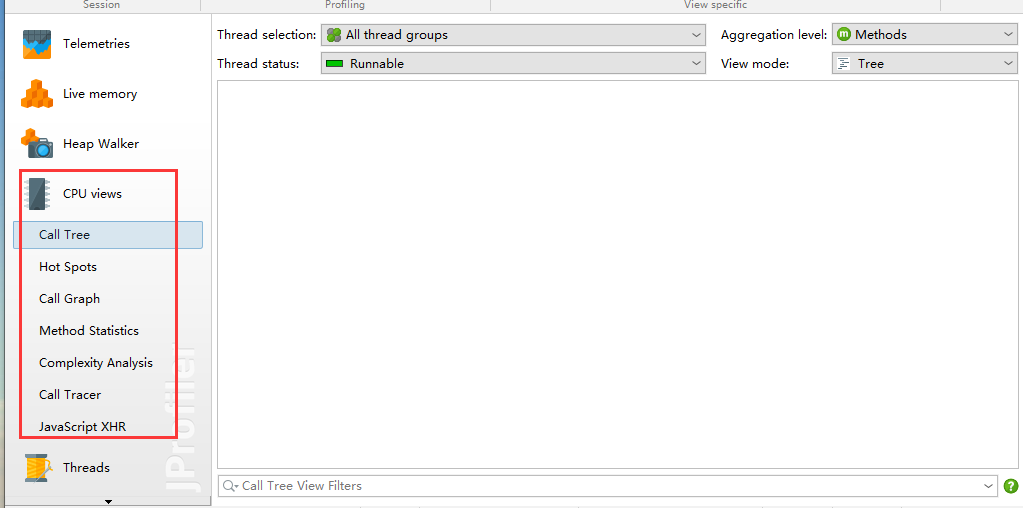 Session Profiling View specific
Telemetries
Live memory
Heap Walker
CPU views
Call Tree
Hot Spots
Call Graph
Method Statistics
Complexity Analysis
Call Tracer
JavaScript XHR
Threads
JProfiler
Thread selection: All thread groups Aggregation level: m Methods
Thread status: Runnable View mode: Tree
Call Tree View Filters ?